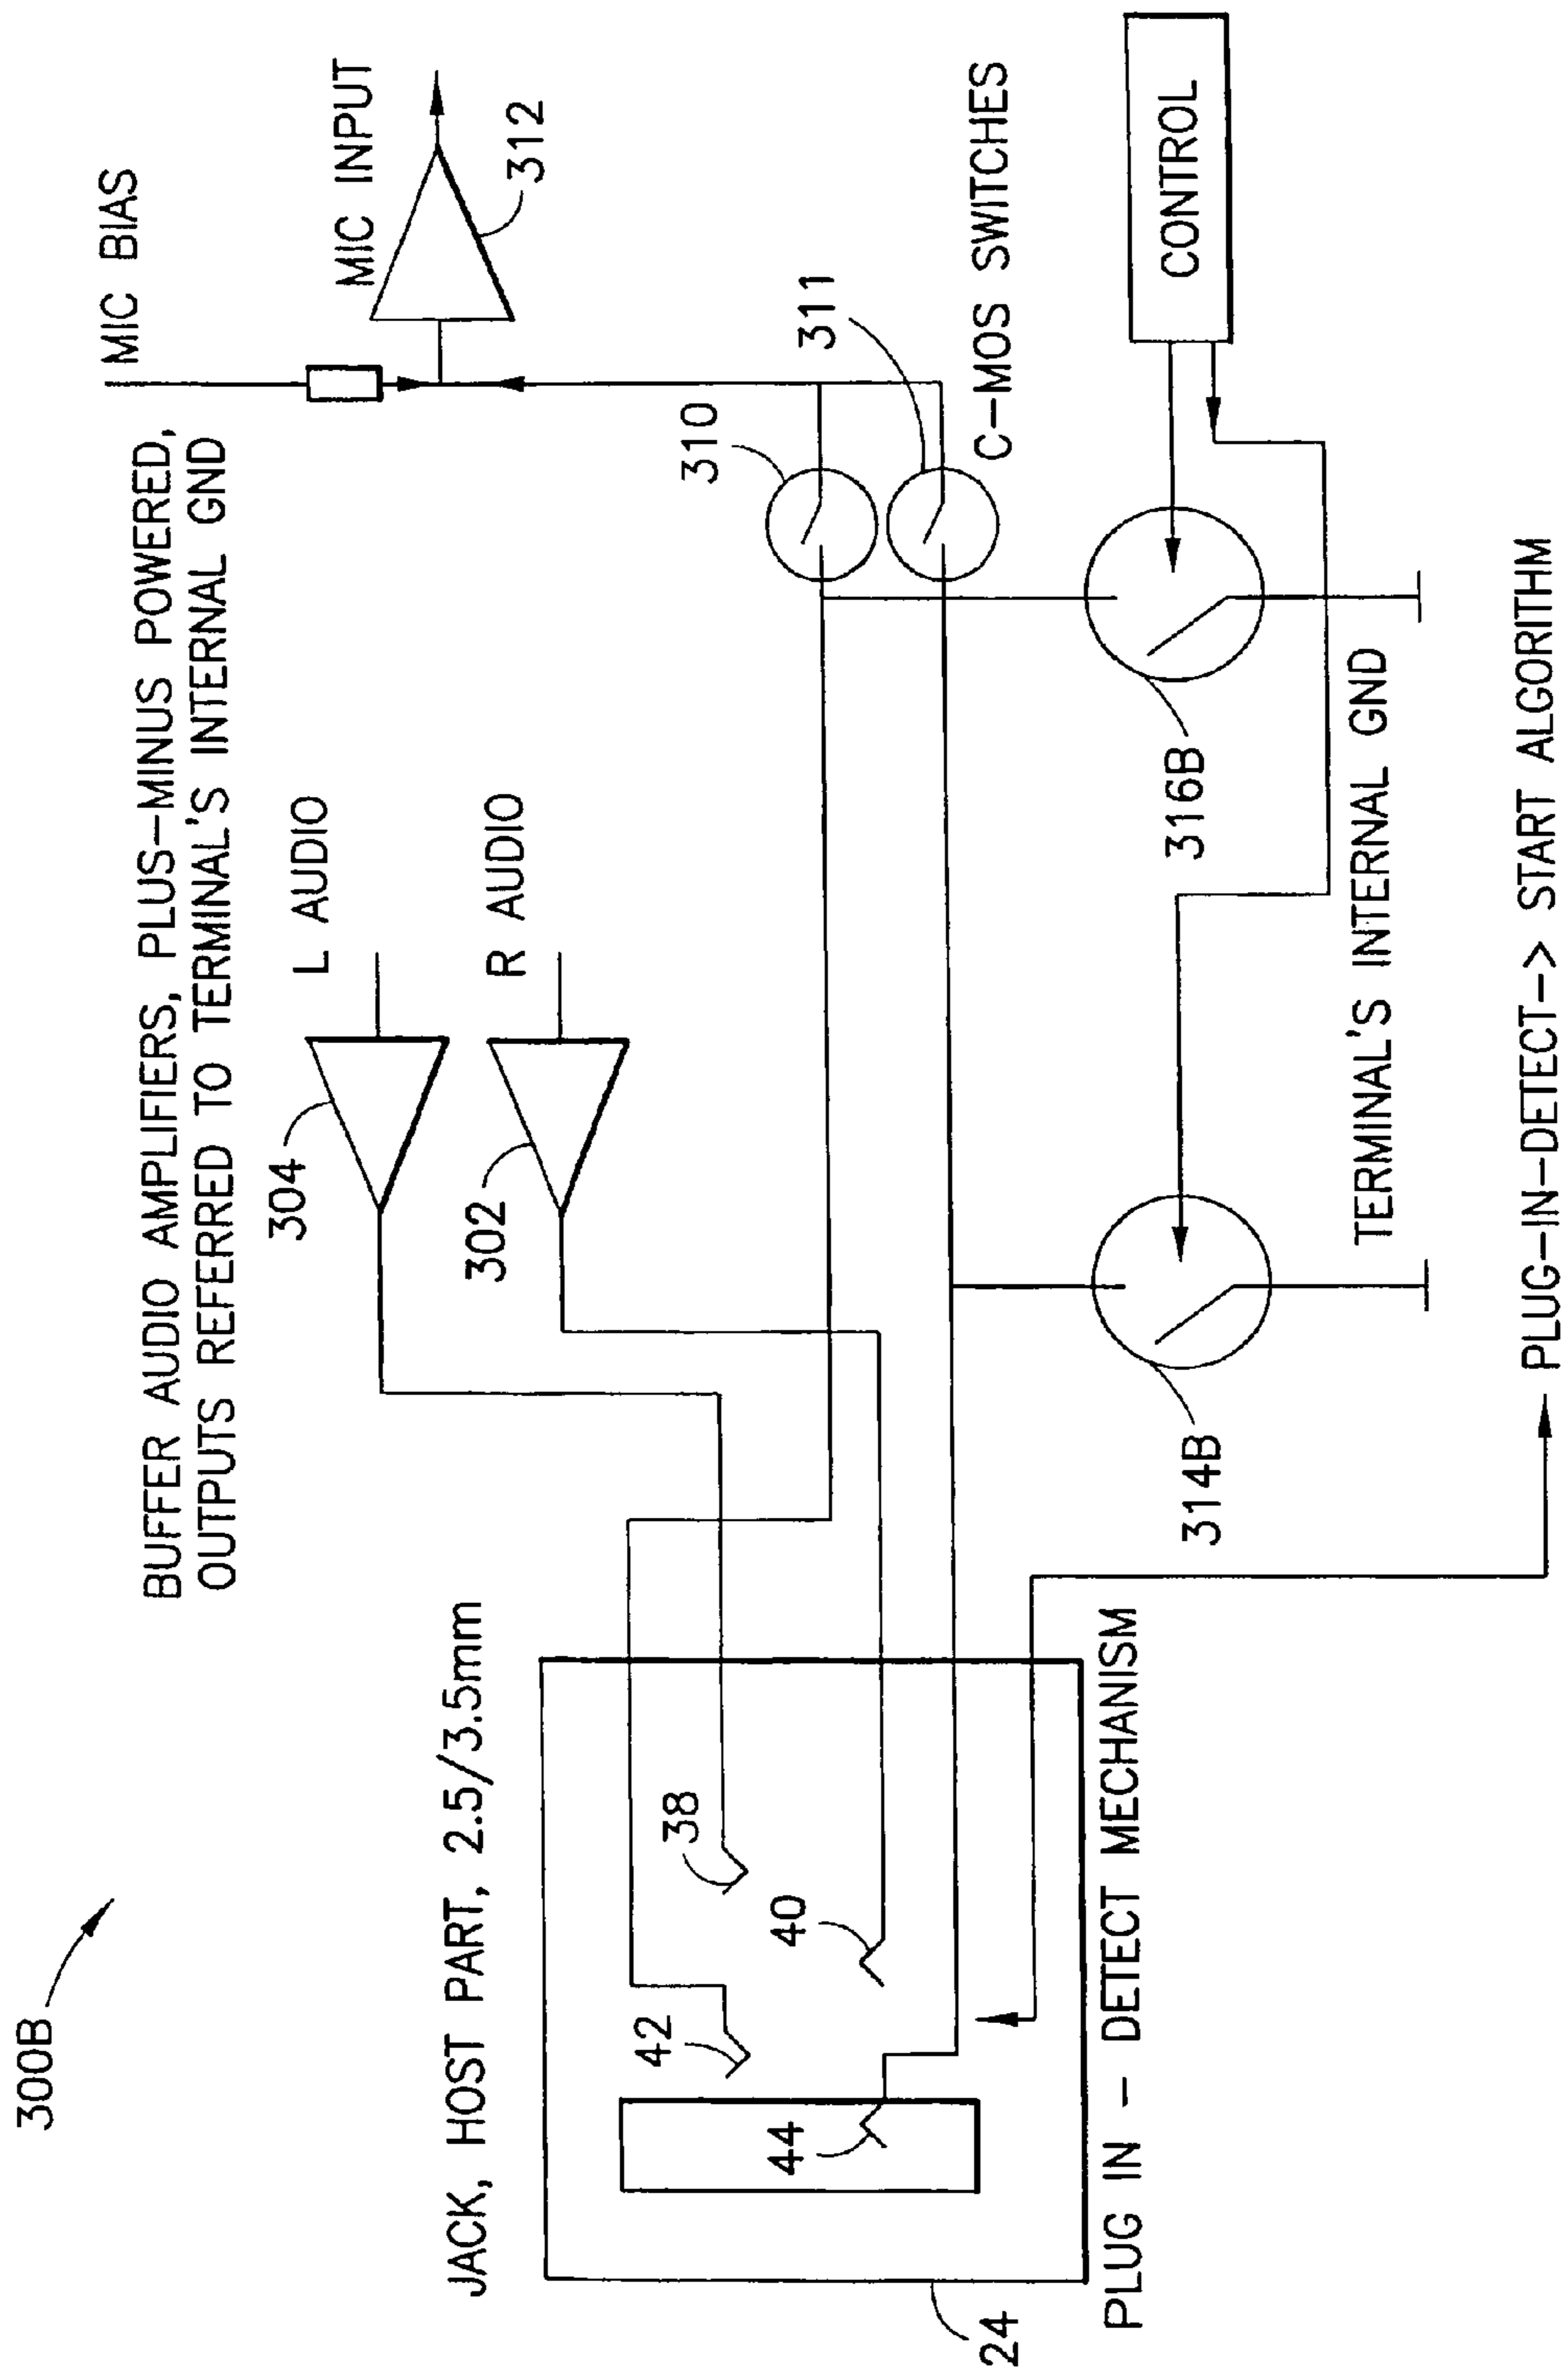 300B
BUFFER AUDIO AMPLIFIERS, PLUS-MINUS POWERED,
OUTPUTS REFERRED TO TERMINAL'S INTERNAL GND
MIC BIAS
MIC INPUT
312
L AUDIO
304
R AUDIO
302
JACK, HOST PART, 2.5/3.5mm
310
311
C-MOS SWITCHES
42
38
40
44
24
CONTROL
316B
314B
PLUG IN - DETECT MECHANISM
TERMINAL'S INTERNAL GND
PLUG-IN-DETECT-> START ALGORITHM